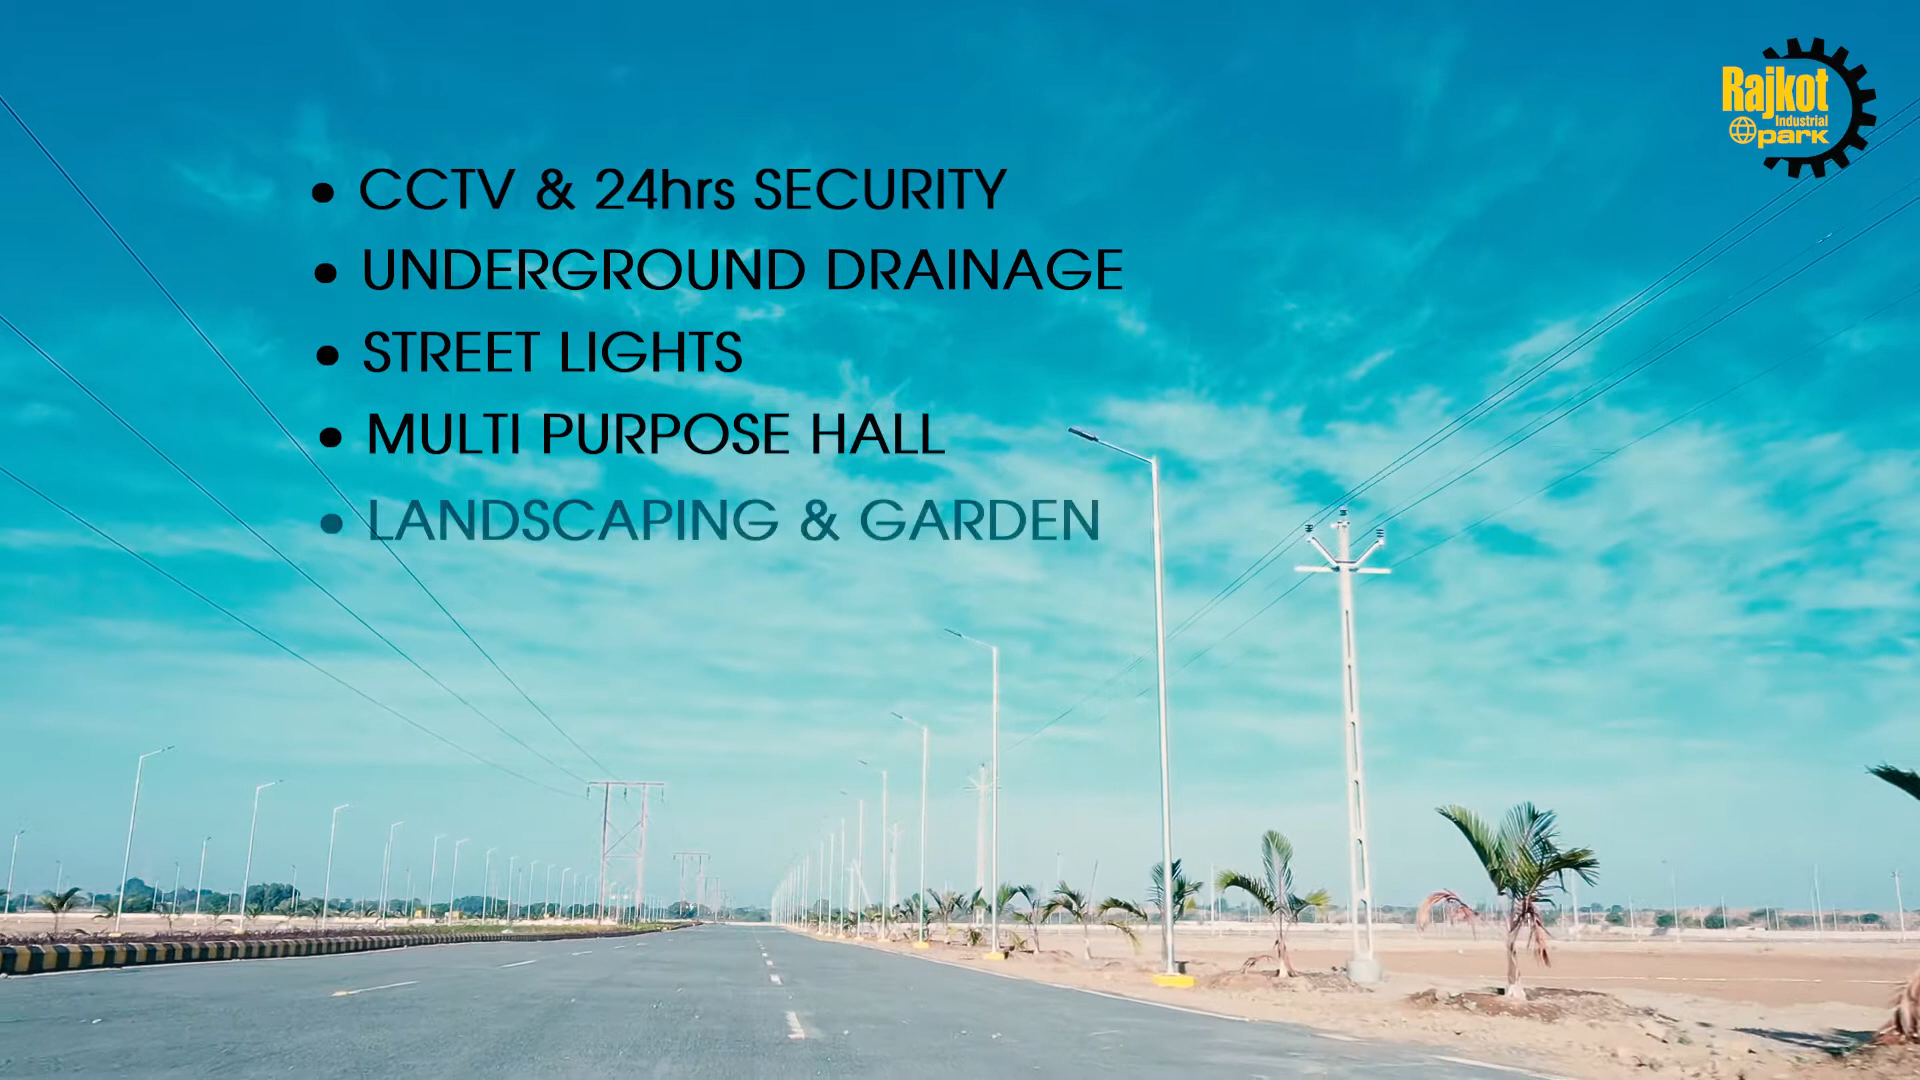 Rajkot
Industrial
park
• CCTV & 24hrs SECURITY
• UNDERGROUND DRAINAGE
• STREET LIGHTS
• MULTI PURPOSE HALL
• LANDSCAPING & GARDEN